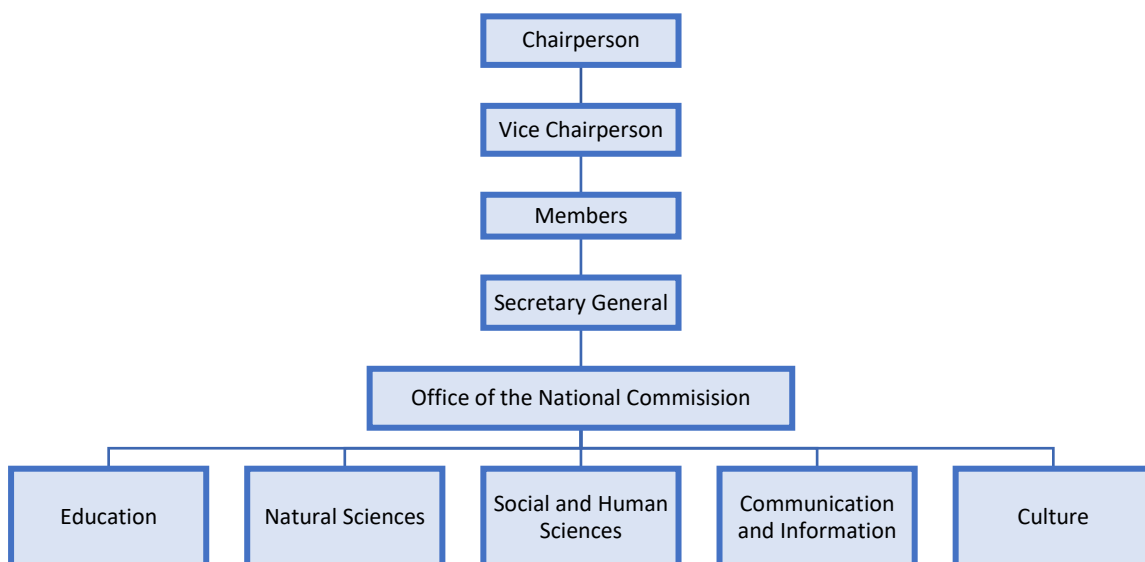 Chairperson
Vice Chairperson
Members
Secretary General
Office of the National Commisision
Education
Natural Sciences
Social and Human
Sciences
Communication
and Information
Culture